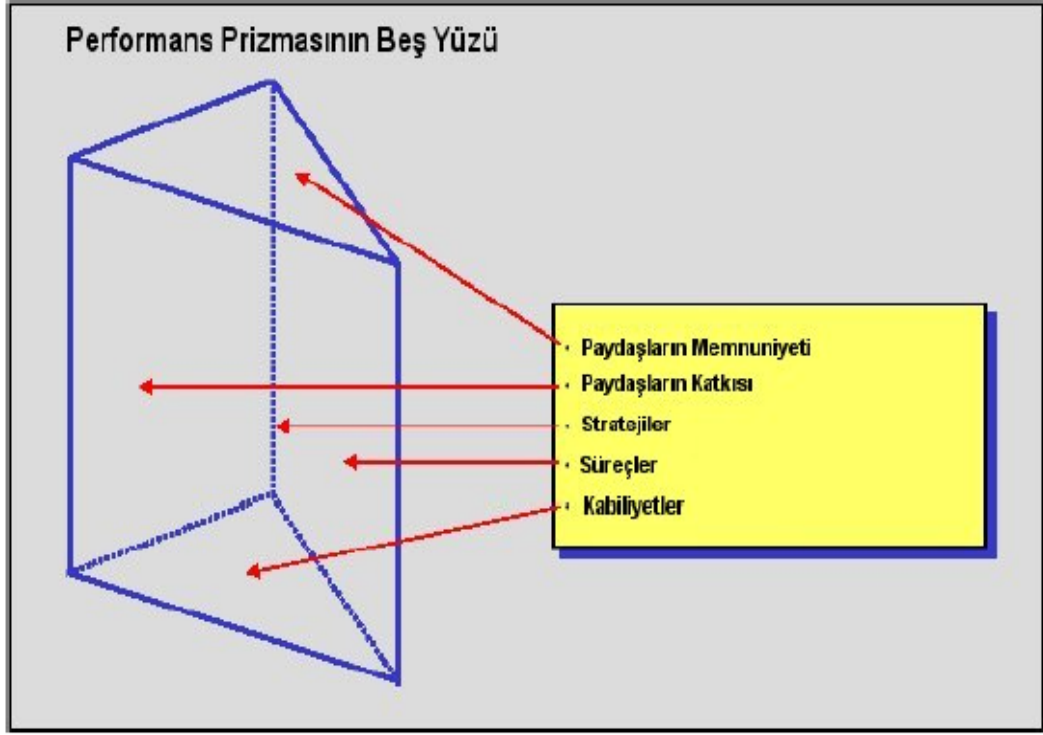 Performans Prizmasının Beş Yüzü
· Paydaşların Memnuniyeti
· Paydaşların Katkısı
· Stratejiler
· Süreçler
· Kabiliyetler